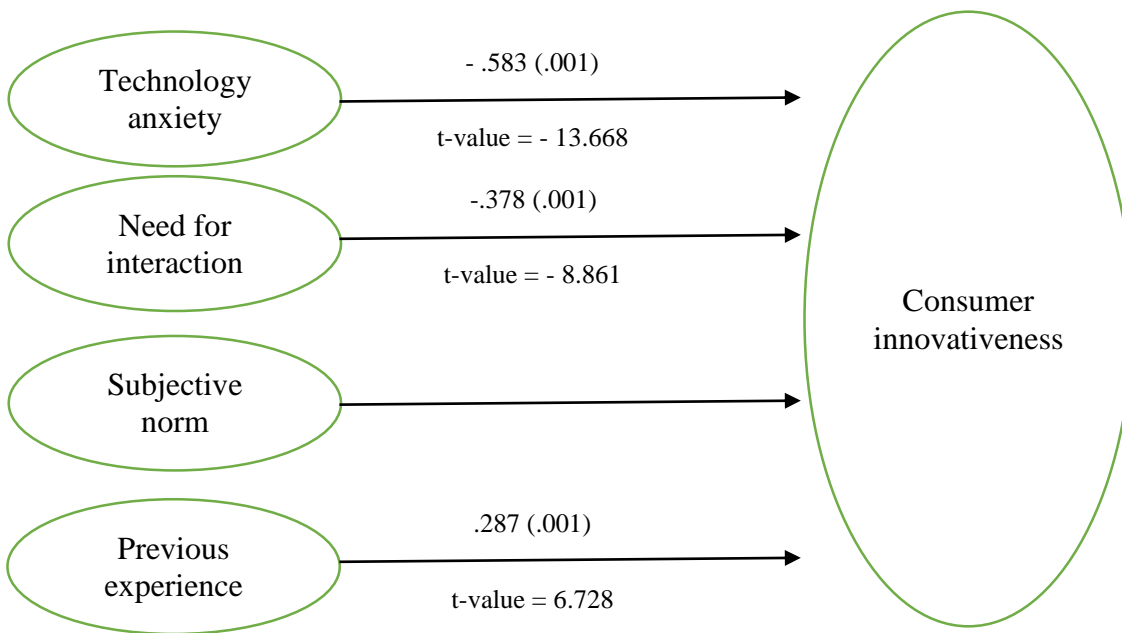 Technology
anxiety
- .583 (.001)
t-value = - 13.668
Need for
interaction
-.378 (.001)
t-value = - 8.861
Subjective
norm
Previous
experience
.287 (.001)
t-value = 6.728
Consumer
innovativeness